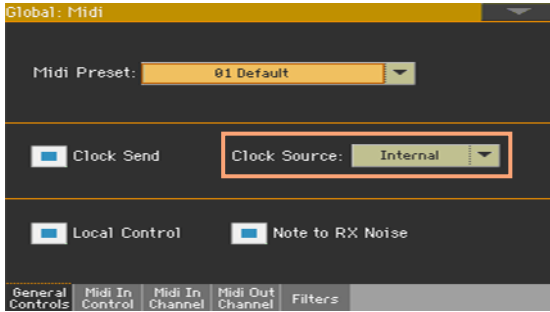 Global: Midi
Midi Preset: 01 Default
Clock Send Clock Source: Internal
Local Control Note to RX Noise
General Controls Midi In Control Midi In Channel Midi Out Channel Filters